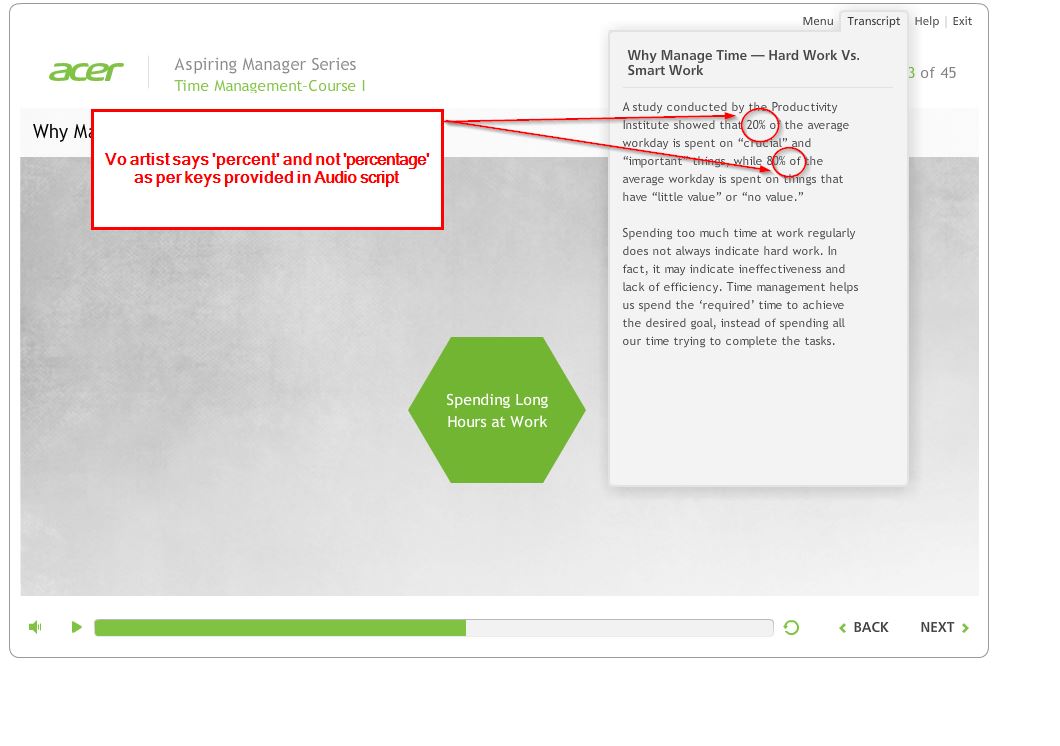 Menu Transcript Help | Exit
acer
Aspiring Manager Series
Time Management-Course I
3 of 45
Why Ma
Vo artist says 'percent' and not 'percentage'
as per keys provided in Audio script
Why Manage Time — Hard Work Vs.
Smart Work
A study conducted by the Productivity
Institute showed that 20% of the average
workday is spent on “crucial” and
“important” things, while 80% of the
average workday is spent on things that
have “little value” or “no value.”
Spending too much time at work regularly
does not always indicate hard work. In
fact, it may indicate ineffectiveness and
lack of efficiency. Time management helps
us spend the ‘required’ time to achieve
the desired goal, instead of spending all
our time trying to complete the tasks.
Spending Long
Hours at Work
BACK NEXT